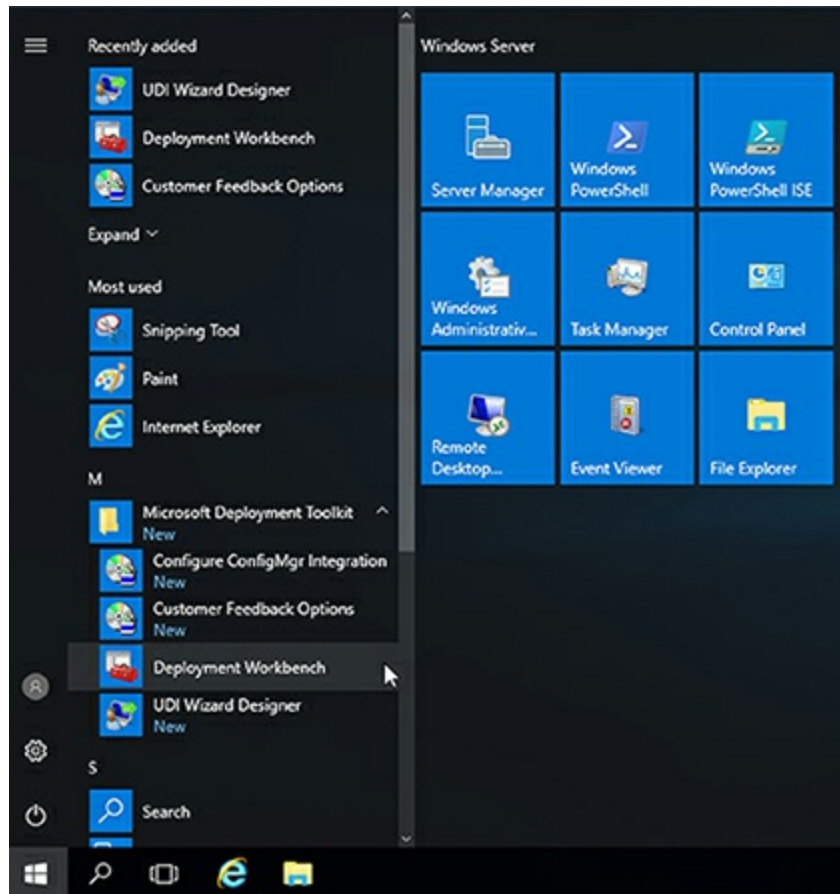 Recently added
UDI Wizard Designer
Deployment Workbench
Customer Feedback Options
Expand
Most used
Snipping Tool
Paint
Internet Explorer
M
Microsoft Deployment Toolkit
New
Configure ConfigMgr Integration
New
Customer Feedback Options
New
Deployment Workbench
UDI Wizard Designer
New
S
Search
Windows Server
Server Manager
Windows
PowerShell
Windows
PowerShell ISE
Windows
Administrativ...
Task Manager
Control Panel
Remote
Desktop...
Event Viewer
File Explorer